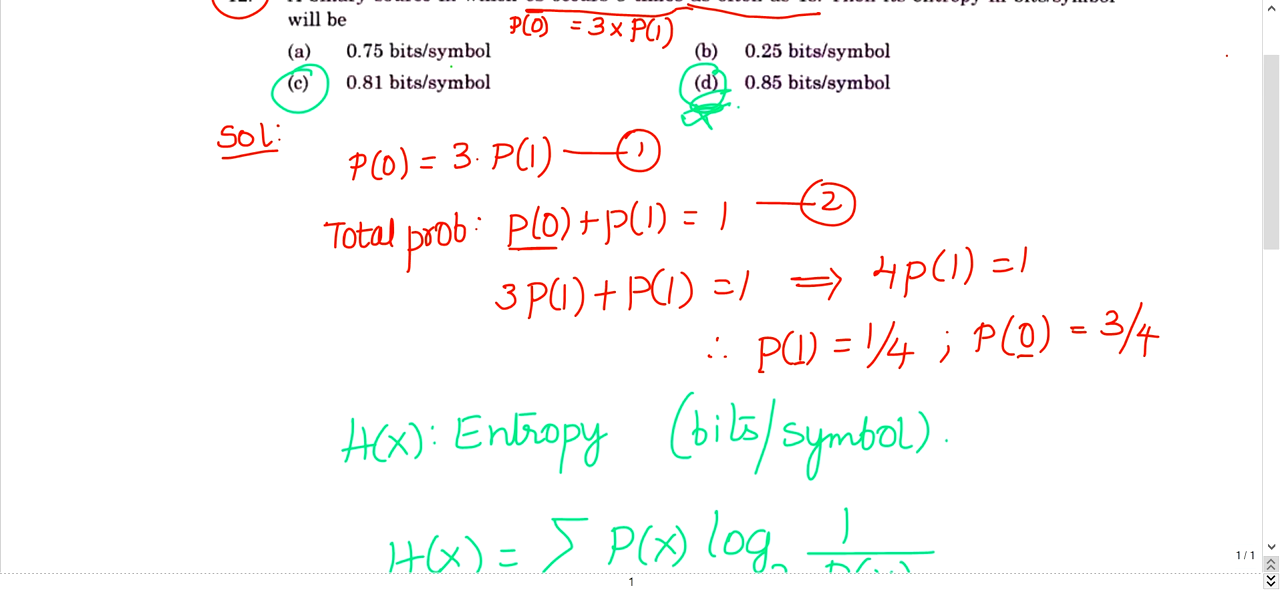 will be
P(0) = 3 × P(1)
(a) 0.75 bits/symbol (b) 0.25 bits/symbol
(c) 0.81 bits/symbol (d) 0.85 bits/symbol
Sol:
P(0) = 3. P(1) — 1
Total prob: P(0) + P(1) = 1 — 2
3P(1) + P(1) = 1 ⟹ 4P(1) = 1
∴ P(1) = 1/4 ; P(0) = 3/4
H(x): Entropy (bits/symbol).
H(x) = Σ P(x) log₂ 1/P(x)
1 / 1
1